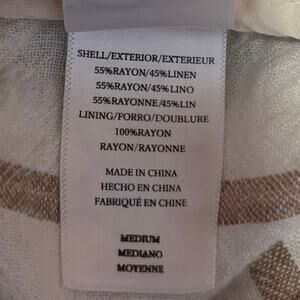 SHELL/EXTERIOR/EXTERIEUR
55%RAYON/45%LINEN
55%RAYON/45%LINO
55%RAYONNE/45%LIN
LINING/FORRO/DOUBLURE
100%RAYON
RAYON/RAYONNE
MADE IN CHINA
HECHO EN CHINA
FABRIQUÉ EN CHINE
MEDIUM
MEDIANO
MOYENNE